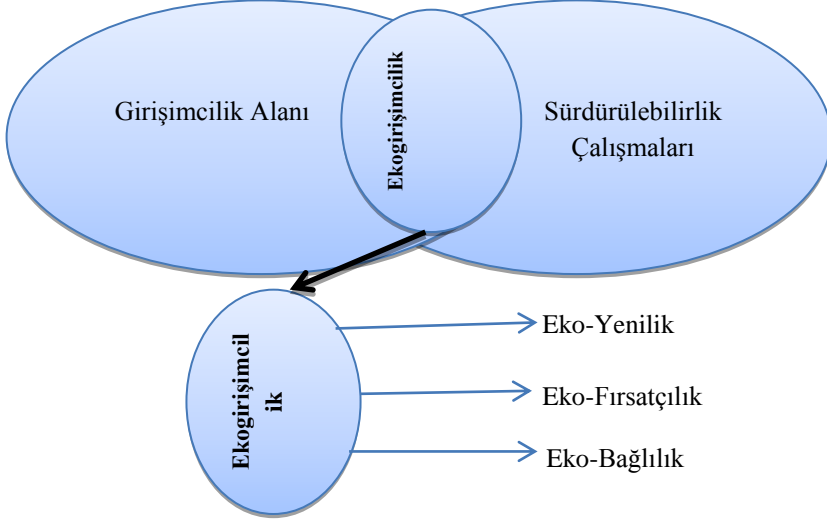 Girişimcilik Alanı
Ekogirişimcilik
Sürdürülebilirlik
Çalışmaları
Ekogirişimcil
ik
Eko-Yenilik
Eko-Fırsatçılık
Eko-Bağlılık